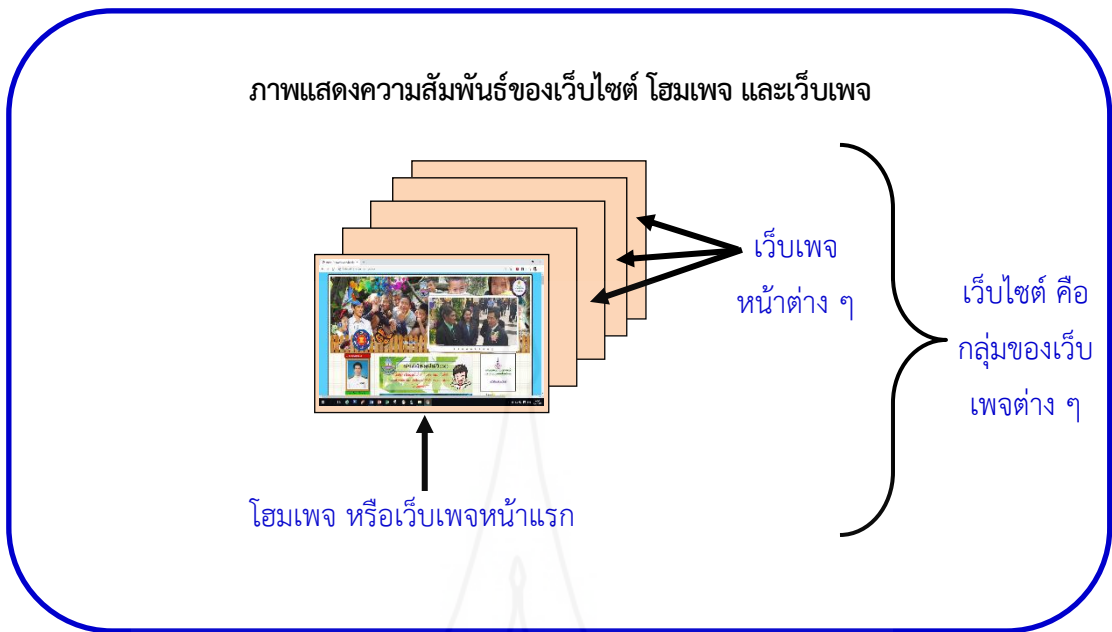 ภาพแสดงความสัมพันธ์ของเว็บไซต์ โฮมเพจ และเว็บเพจ
เว็บเพจ
หน้าต่าง ๆ
เว็บไซต์ คือ
กลุ่มของเว็บ
เพจต่าง ๆ
โฮมเพจ หรือเว็บเพจหน้าแรก